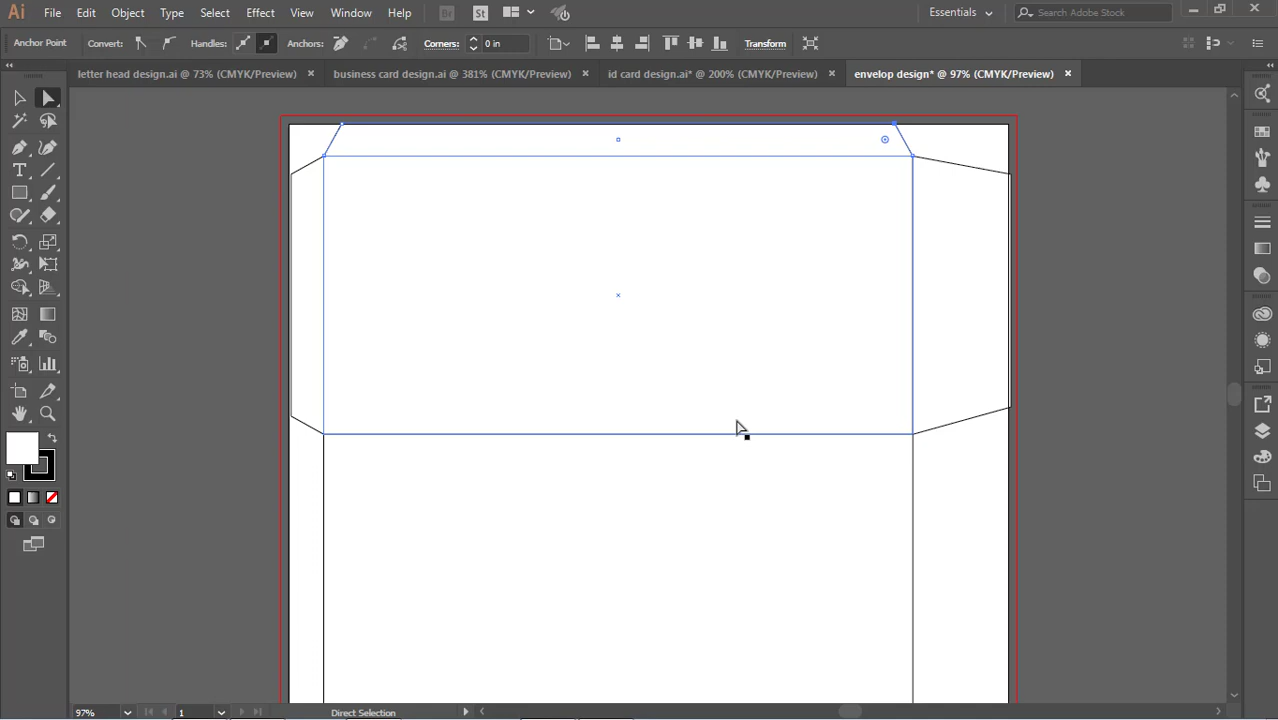 Ai File Edit Object Type Select Effect View Window Help Br St Essentials Search Adobe Stock
Anchor Point Convert: Handles: Anchors: Corners: 0 in Transform
letter head design.ai @ 73% (CMYK/Preview) × business card design.ai @ 381% (CMYK/Preview) × id card design.ai* @ 200% (CMYK/Preview) × envelop design* @ 97% (CMYK/Preview) ×
T
97% 1 Direct Selection